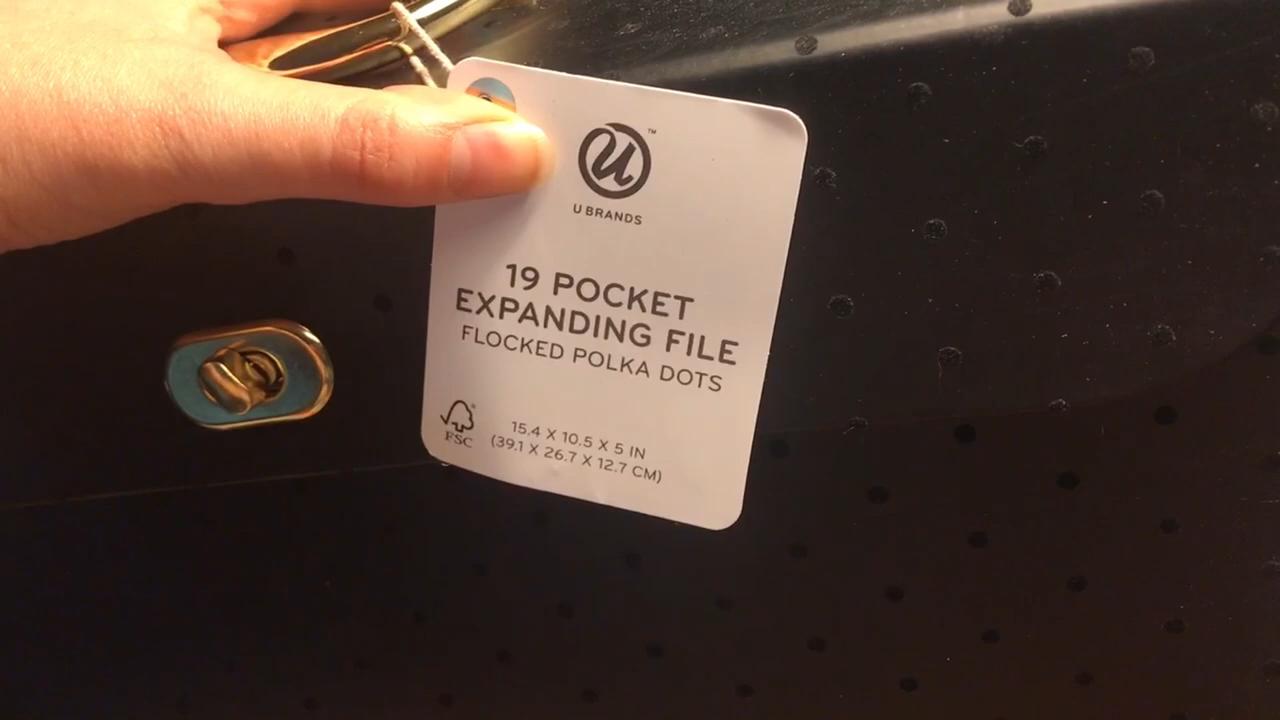 U
™
U BRANDS
19 POCKET
EXPANDING FILE
FLOCKED POLKA DOTS
FSC®
15.4 X 10.5 X 5 IN
(39.1 X 26.7 X 12.7 CM)